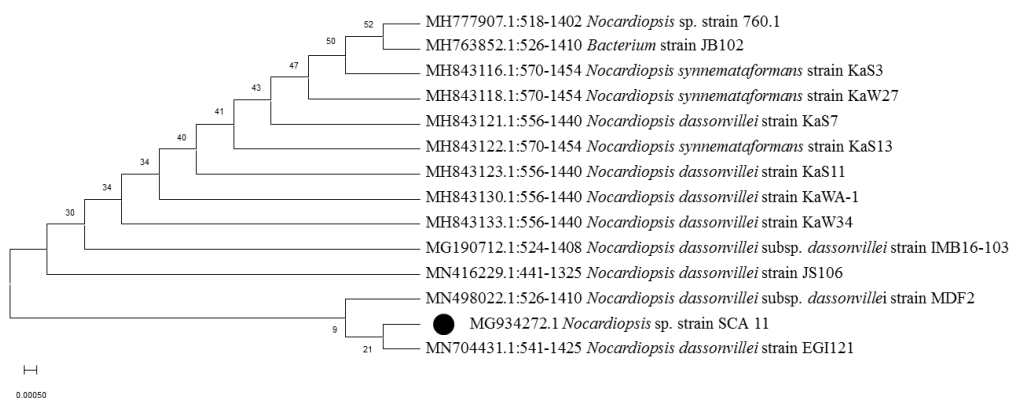 52
MH777907.1:518-1402 Nocardiopsis sp. strain 760.1
50
MH763852.1:526-1410 Bacterium strain JB102
47
MH843116.1:570-1454 Nocardiopsis synnemataformans strain KaS3
43
MH843118.1:570-1454 Nocardiopsis synnemataformans strain KaW27
41
MH843121.1:556-1440 Nocardiopsis dassonvillei strain KaS7
40
MH843122.1:570-1454 Nocardiopsis synnemataformans strain KaS13
34
MH843123.1:556-1440 Nocardiopsis dassonvillei strain KaS11
34
MH843130.1:556-1440 Nocardiopsis dassonvillei strain KaWA-1
30
MH843133.1:556-1440 Nocardiopsis dassonvillei strain KaW34
MG190712.1:524-1408 Nocardiopsis dassonvillei subsp. dassonvillei strain IMB16-103
MN416229.1:441-1325 Nocardiopsis dassonvillei strain JS106
MN498022.1:526-1410 Nocardiopsis dassonvillei subsp. dassonvillei strain MDF2
9
MG934272.1 Nocardiopsis sp. strain SCA 11
21
MN704431.1:541-1425 Nocardiopsis dassonvillei strain EGI121
0.00050